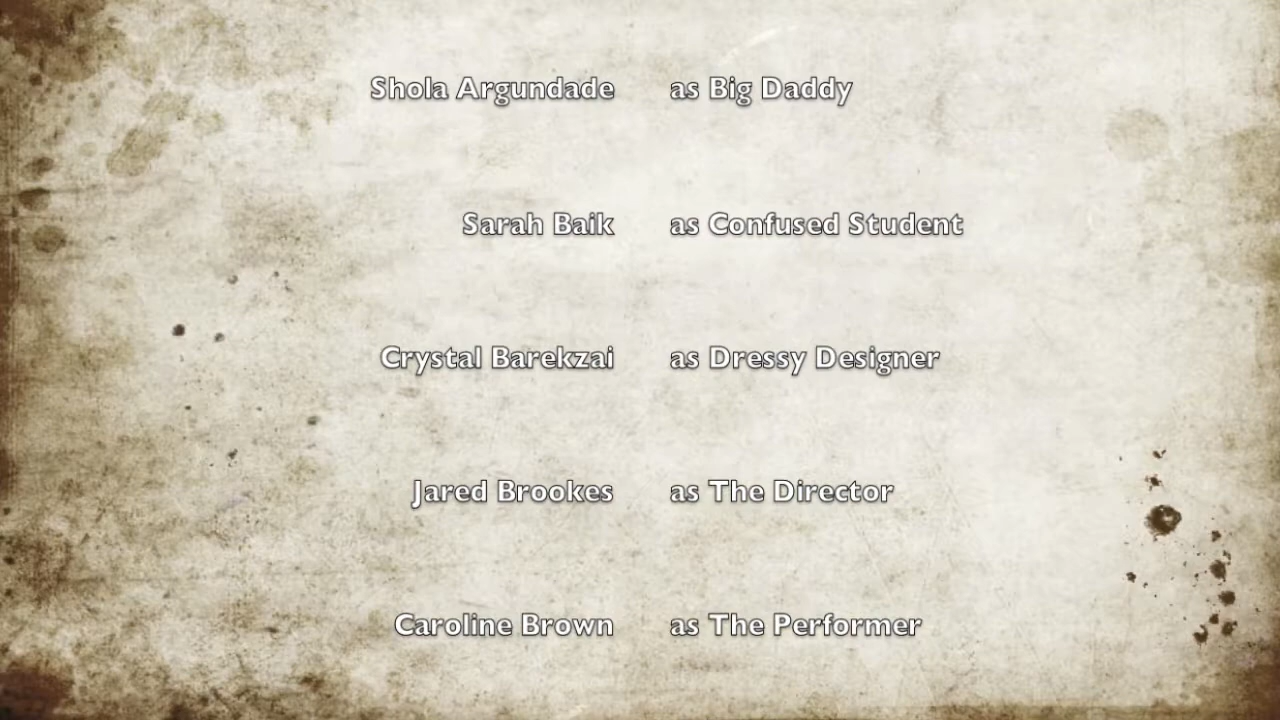 Shola Argundade as Big Daddy
Sarah Baik as Confused Student
Crystal Barekzai as Dressy Designer
Jared Brookes as The Director
Caroline Brown as The Performer